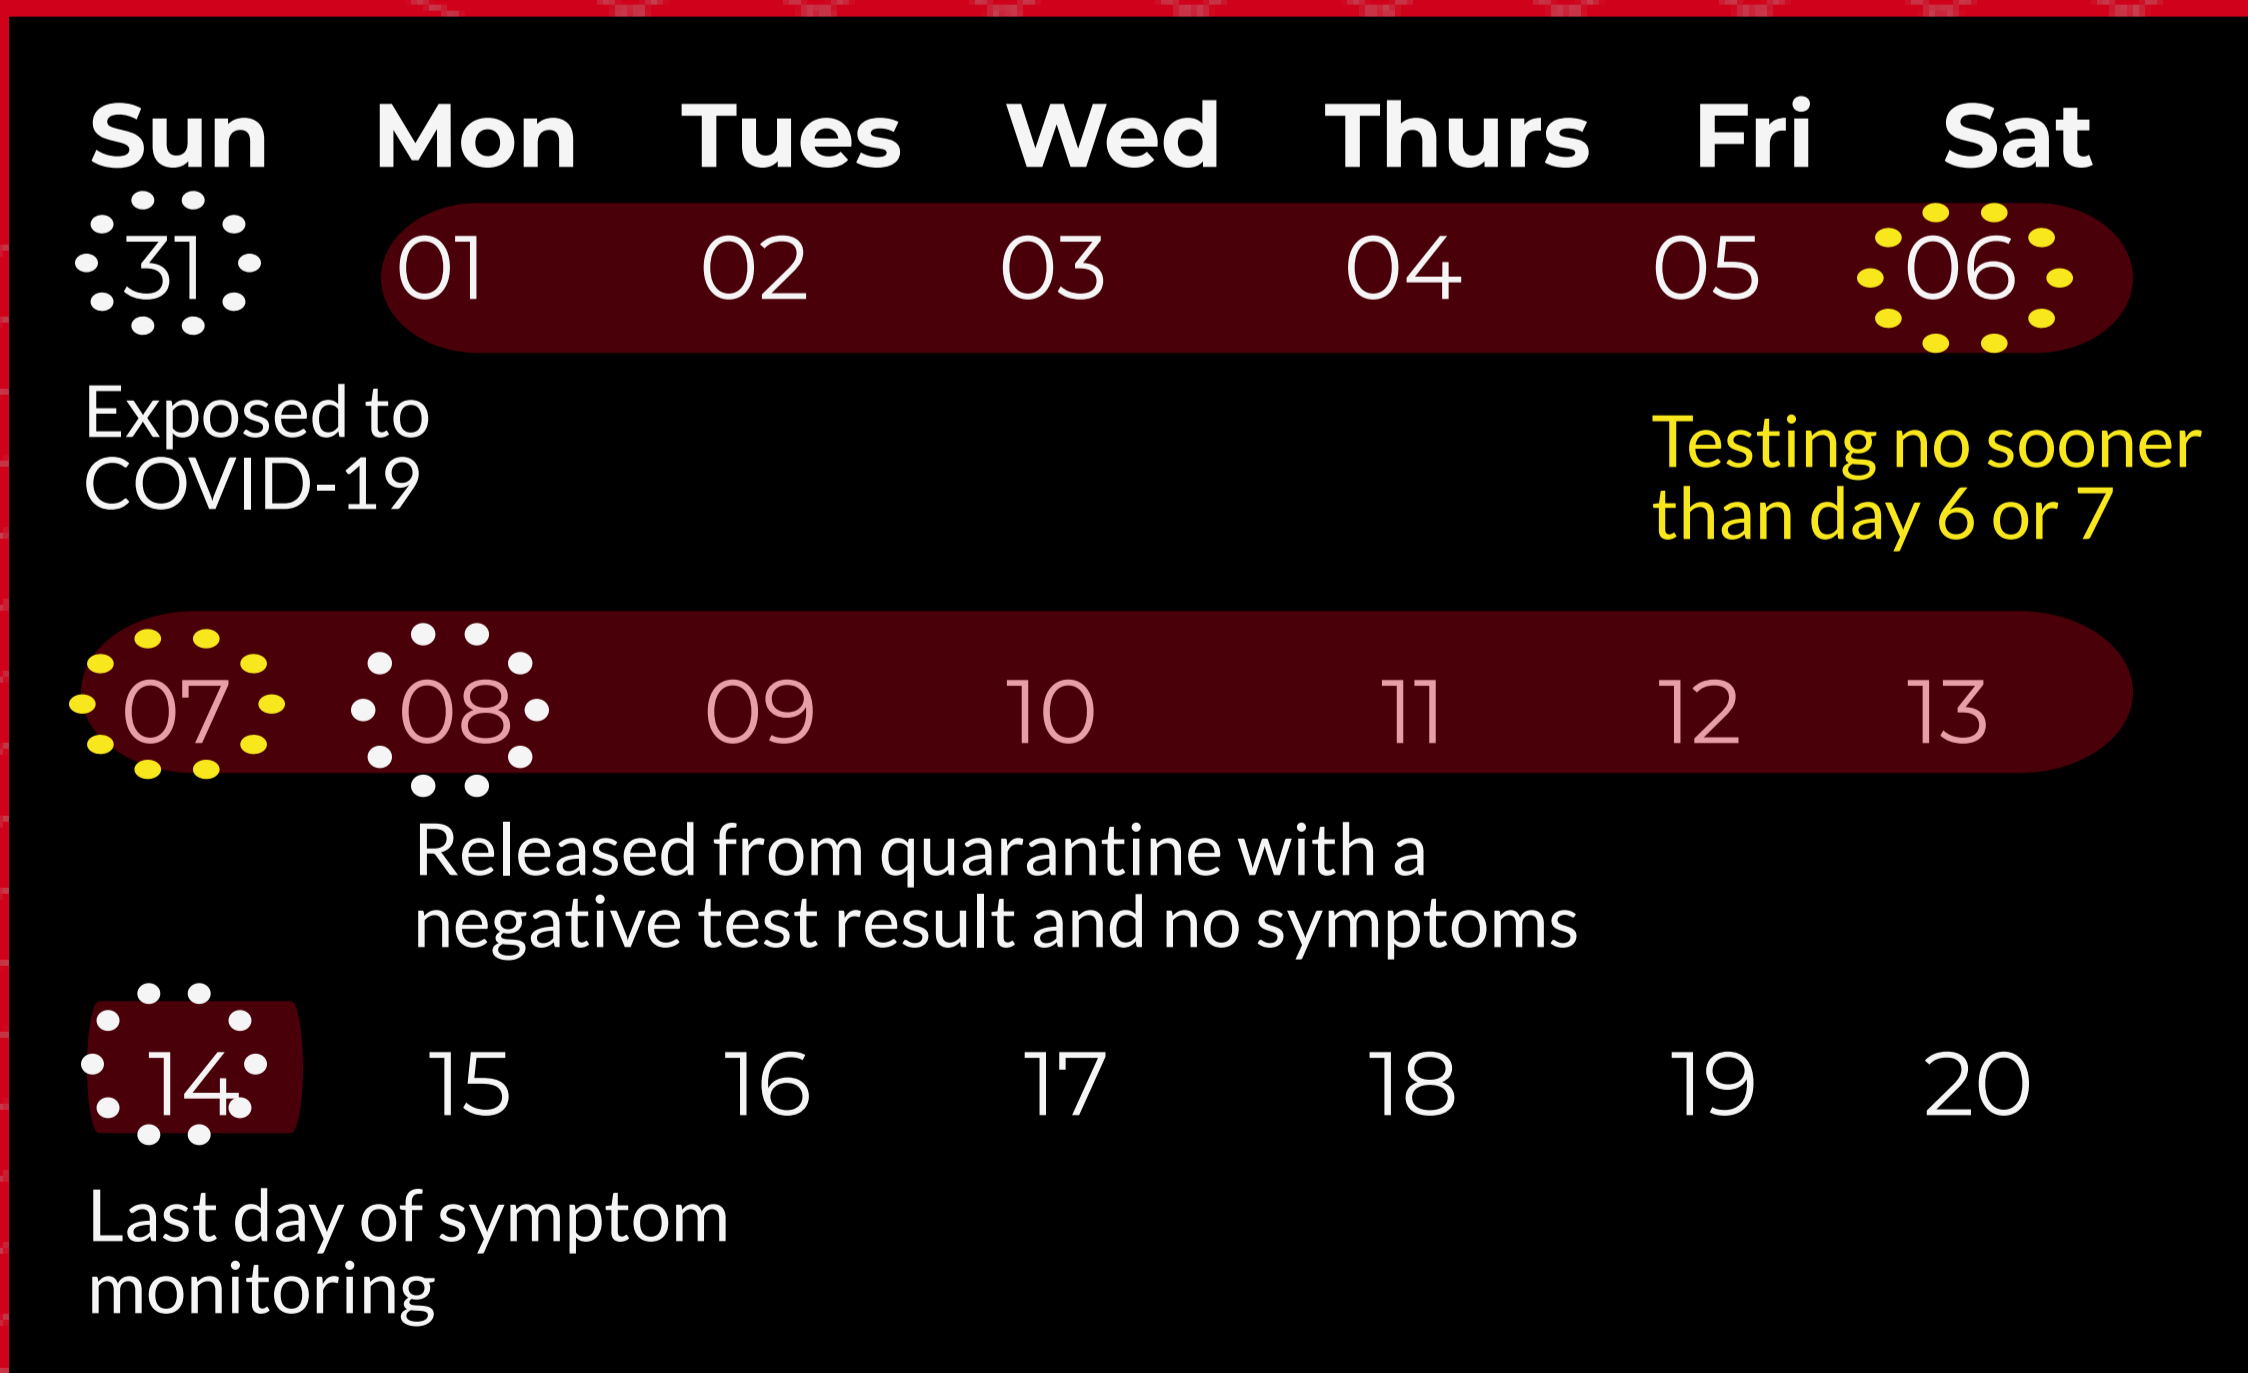 Sun Mon Tues Wed Thurs Fri Sat
31 01 02 03 04 05 06
Exposed to
COVID-19
Testing no sooner
than day 6 or 7
07 08 09 10 11 12 13
Released from quarantine with a
negative test result and no symptoms
14 15 16 17 18 19 20
Last day of symptom
monitoring